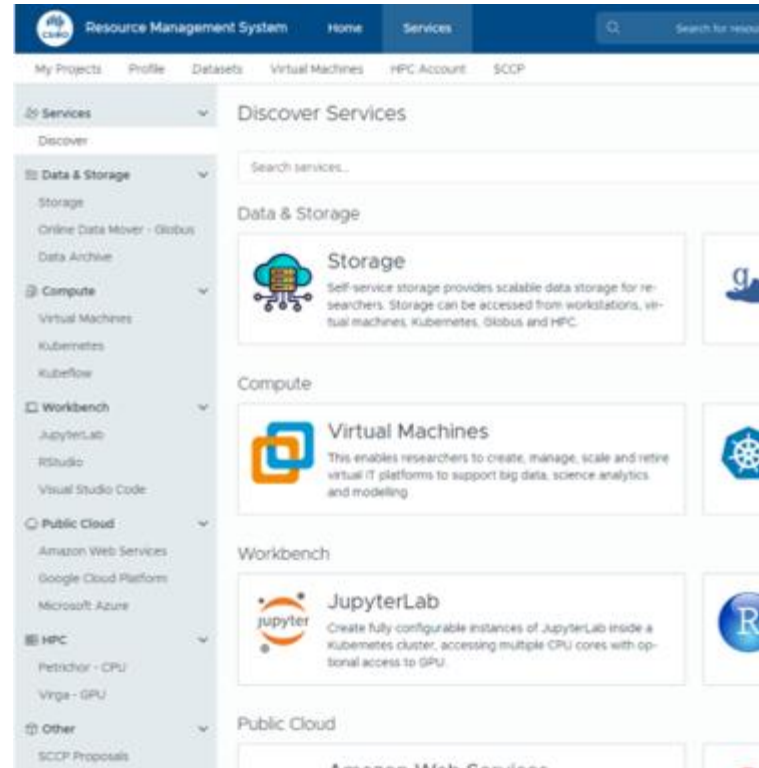 CSIRO
Resource Management System
Home
Services
Search for resou
My Projects
Profile
Datasets
Virtual Machines
HPC Account
SCCP
Services
Discover
Data & Storage
Storage
Online Data Mover - Globus
Data Archive
Compute
Virtual Machines
Kubernetes
Kubeflow
Workbench
JupyterLab
RStudio
Visual Studio Code
Public Cloud
Amazon Web Services
Google Cloud Platform
Microsoft Azure
HPC
Petrichor - CPU
Virga - GPU
Other
SCCP Proposals
Discover Services
Search services...
Data & Storage
Storage
Self-service storage provides scalable data storage for re-
searchers. Storage can be accessed from workstations, vir-
tual machines, Kubernetes, Globus and HPC.
g
Compute
Virtual Machines
This enables researchers to create, manage, scale and retire
virtual IT platforms to support big data, science analytics
and modelling
Workbench
jupyter
JupyterLab
Create fully configurable instances of JupyterLab inside a
Kubernetes cluster, accessing multiple CPU cores with op-
tional access to GPU.
R
Public Cloud
Amazon Web Services